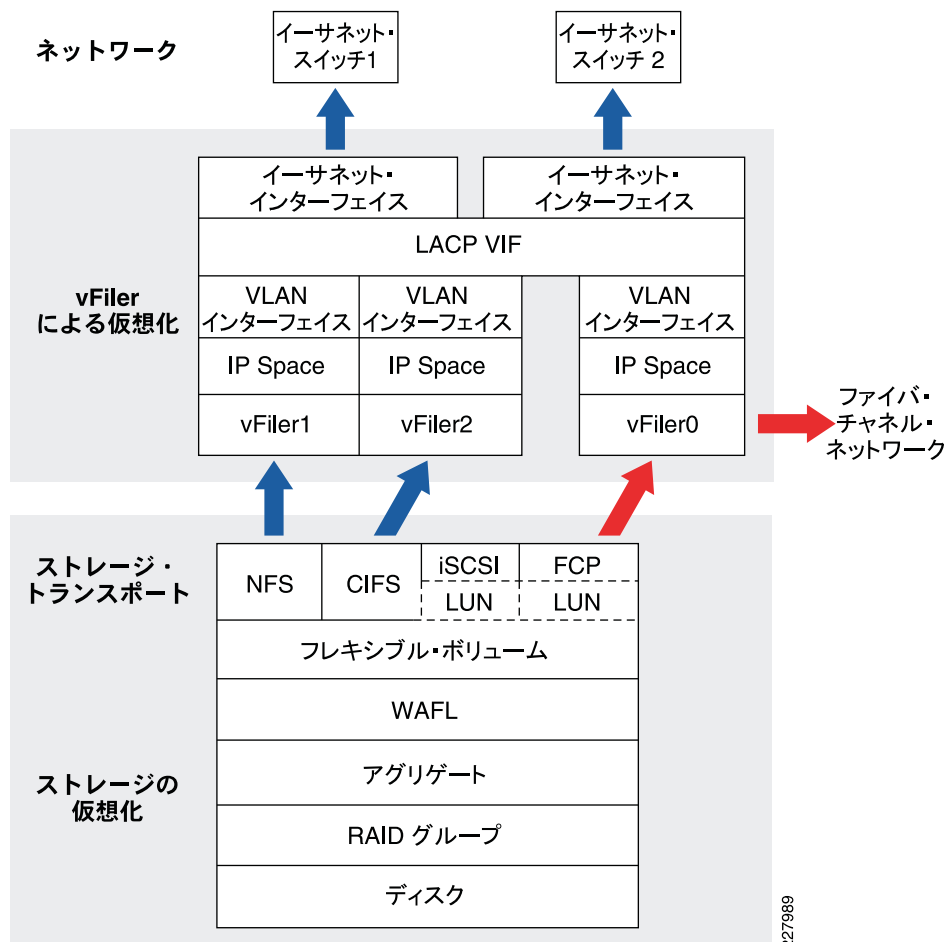 ネットワーク
イーサネット・
スイッチ1
イーサネット・
スイッチ 2
イーサネット・
インターフェイス
イーサネット・
インターフェイス
LACP VIF
vFiler
による仮想化
VLAN
インターフェイス
VLAN
インターフェイス
VLAN
インターフェイス
IP Space
IP Space
IP Space
vFiler1
vFiler2
vFiler0
ファイバ・
チャネル・
ネットワーク
ストレージ・
トランスポート
NFS
CIFS
iSCSI
LUN
FCP
LUN
フレキシブル・ボリューム
WAFL
ストレージの
仮想化
アグリゲート
RAID グループ
ディスク
227989